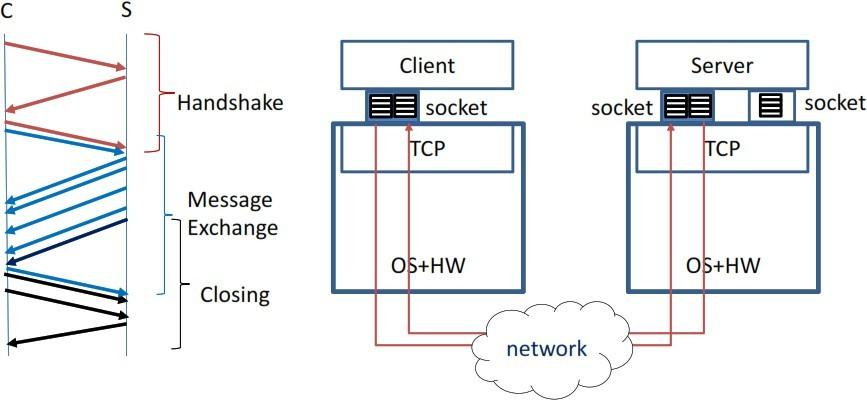 C
S
Handshake
Message
Exchange
Closing
Client
socket
TCP
OS+HW
Server
socket
socket
TCP
OS+HW
network